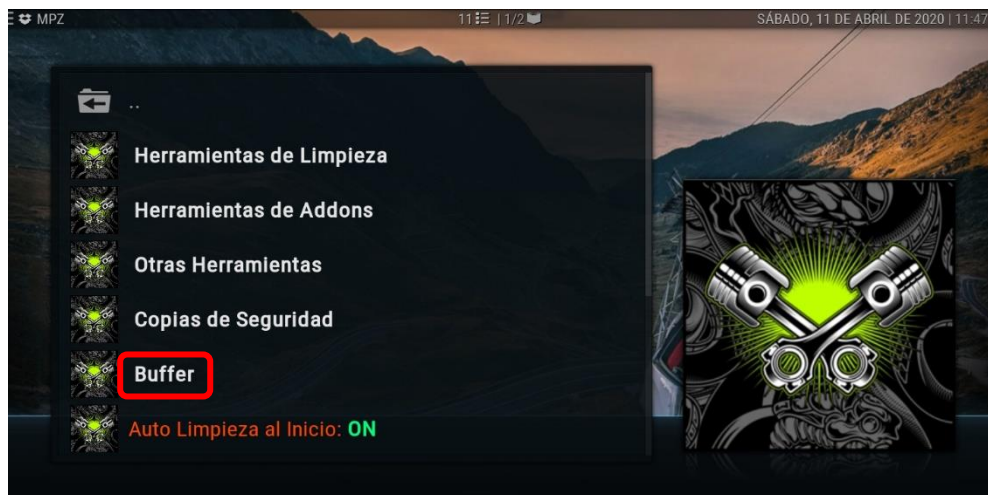 MPZ 11 | 1/2 SÁBADO, 11 DE ABRIL DE 2020 | 11:47
..
Herramientas de Limpieza
Herramientas de Addons
Otras Herramientas
Copias de Seguridad
Buffer
Auto Limpieza al Inicio: ON